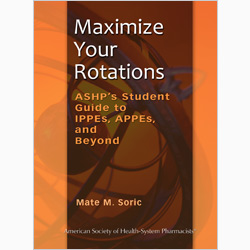 Maximize
Your
Rotations
ASHP's Student
Guide to
IPPEs, APPEs,
and
Beyond
Mate M. Soric
American Society of Health-System Pharmacists